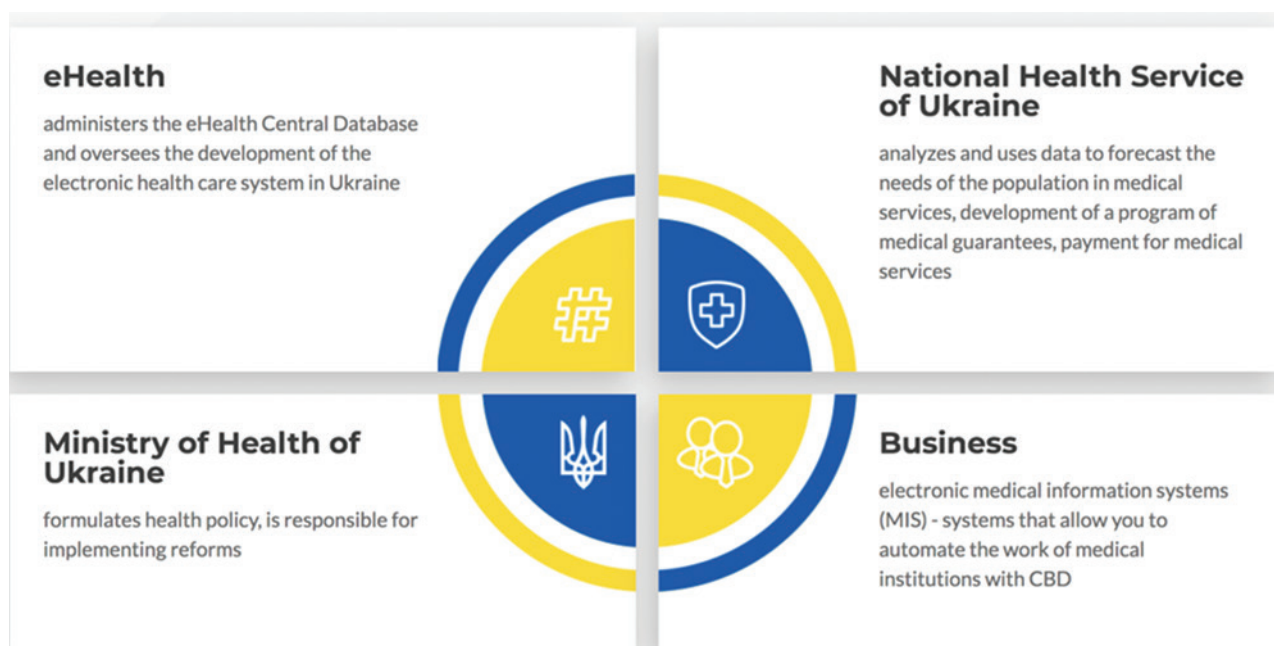 eHealth
administers the eHealth Central Database
and oversees the development of the
electronic health care system in Ukraine
National Health Service
of Ukraine
analyzes and uses data to forecast the
needs of the population in medical
services, development of a program of
medical guarantees, payment for medical
services
Ministry of Health of
Ukraine
formulates health policy, is responsible for
implementing reforms
Business
electronic medical information systems
(MIS) - systems that allow you to
automate the work of medical
institutions with CBD